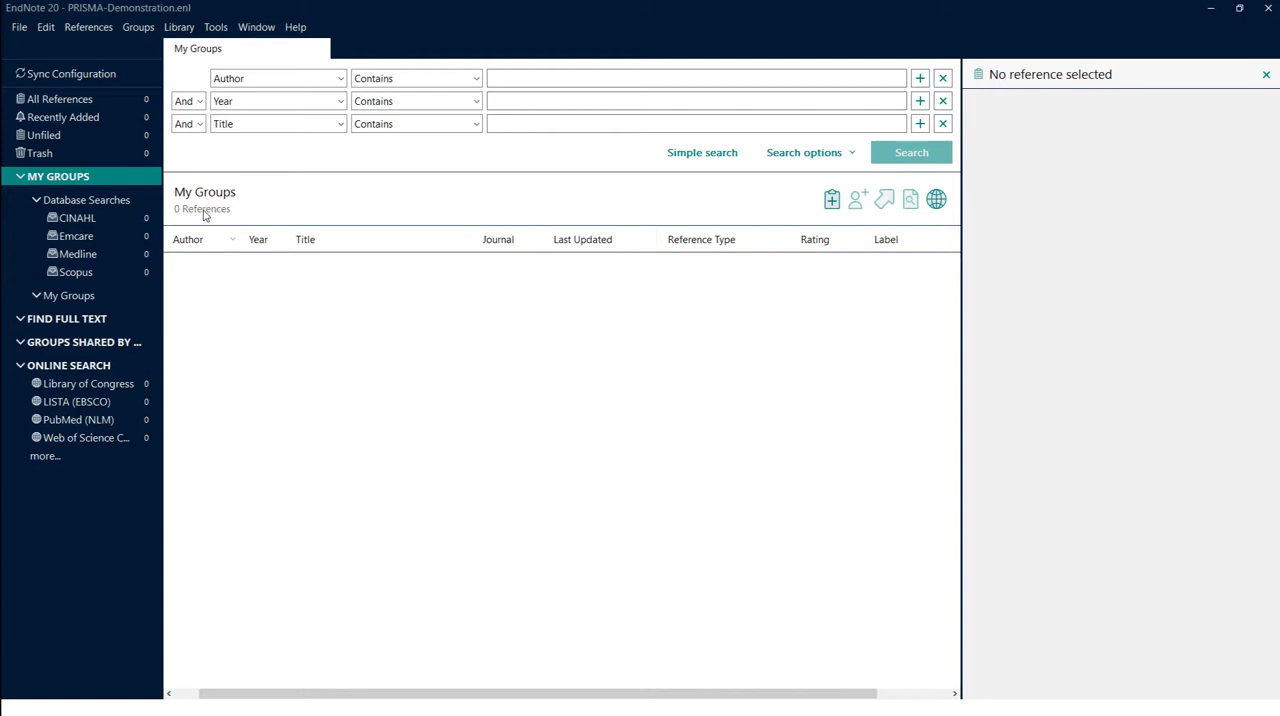 EndNote 20 - PRISMA-Demonstration.enl
File Edit References Groups Library Tools Window Help
My Groups
Sync Configuration
All References 0
Recently Added 0
Unfiled 0
Trash 0
MY GROUPS
Database Searches
CINAHL 0
Emcare 0
Medline 0
Scopus 0
My Groups
FIND FULL TEXT
GROUPS SHARED BY ...
ONLINE SEARCH
Library of Congress 0
LISTA (EBSCO) 0
PubMed (NLM) 0
Web of Science C... 0
more...
Author Contains
And Year Contains
And Title Contains
Simple search Search options Search
My Groups
0 References
Author Year Title Journal Last Updated Reference Type Rating Label
No reference selected